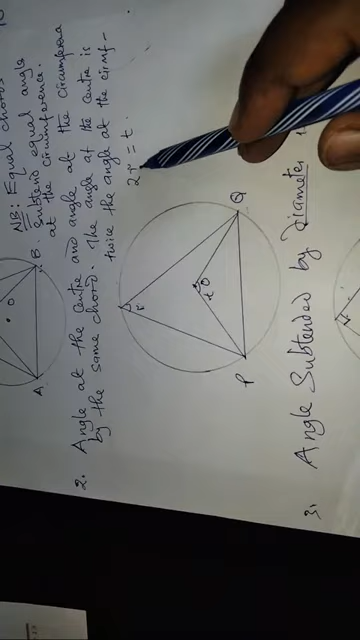 NB: Equal chords
Subtend equal angle
at the circumference.
A
B
O
2. Angle at the centre and angle at the circumference
by the same chord. The angle at the centre is
twice the angle at the circumf-
2r = t.
r
t
O
P
Q
3. Angle Subtended by Diameter